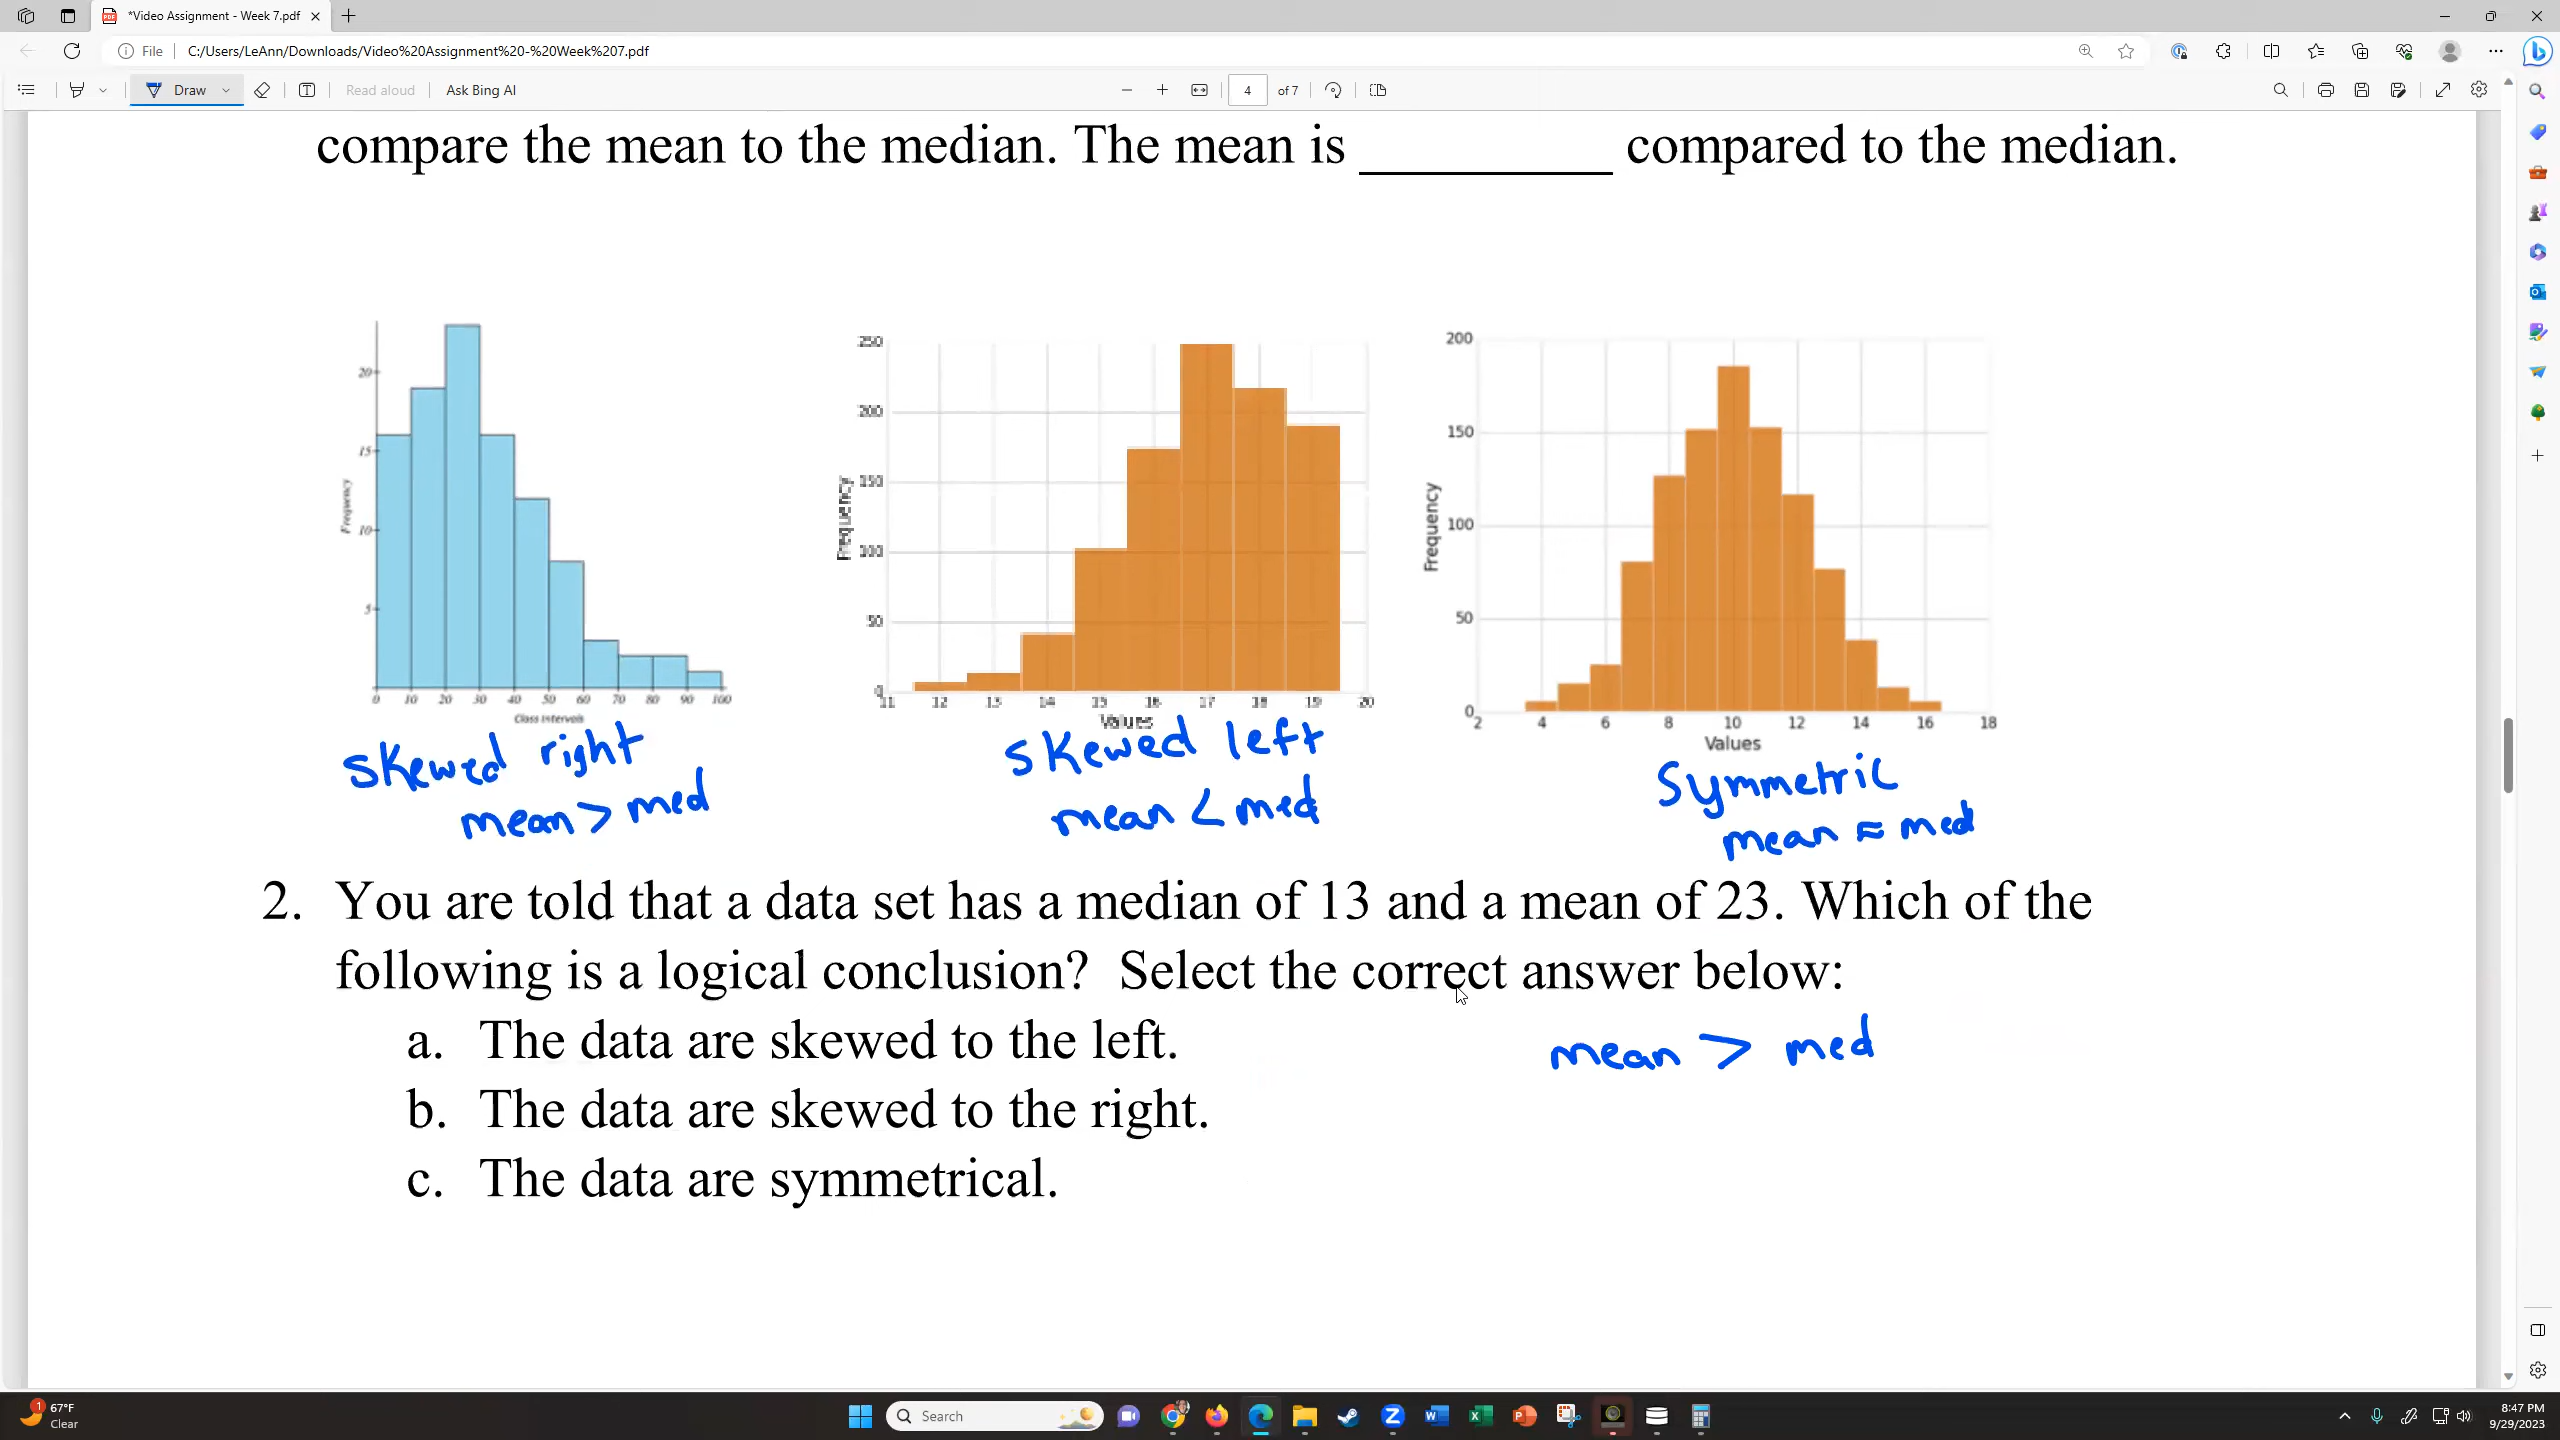 *Video Assignment - Week 7.pdf
File C:/Users/LeAnn/Downloads/Video%20Assignment%20-%20Week%207.pdf
Draw Read aloud Ask Bing AI 4 of 7
compare the mean to the median. The mean is __________ compared to the median.
Frequency
20
15
10
5
0 10 20 30 40 50 60 70 80 90 100
Class Intervals
Frequency
250
200
150
100
50
0
11 12 13 14 15 16 17 18 19 20
Values
Frequency
200
150
100
50
0
2 4 6 8 10 12 14 16 18
Values
skewed right
mean > med
skewed left
mean < med
Symmetric
mean ≈ med
2. You are told that a data set has a median of 13 and a mean of 23. Which of the
following is a logical conclusion? Select the correct answer below:
a. The data are skewed to the left.
mean > med
b. The data are skewed to the right.
c. The data are symmetrical.
1
67°F
Clear
Search
8:47 PM
9/29/2023